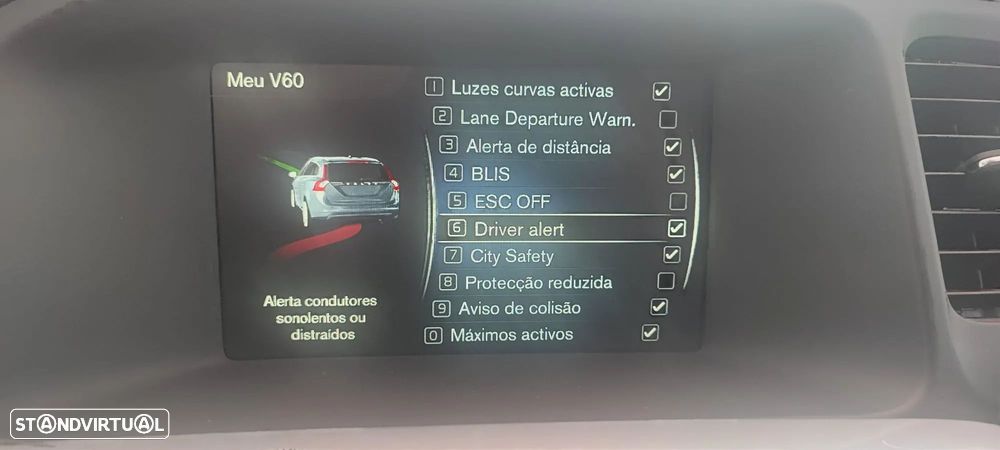 Meu V60
1 Luzes curvas activas
2 Lane Departure Warn.
3 Alerta de distância
4 BLIS
5 ESC OFF
6 Driver alert
7 City Safety
8 Protecção reduzida
9 Aviso de colisão
0 Máximos activos
Alerta condutores
sonolentos ou
distraídos
STANDVIRTUAL